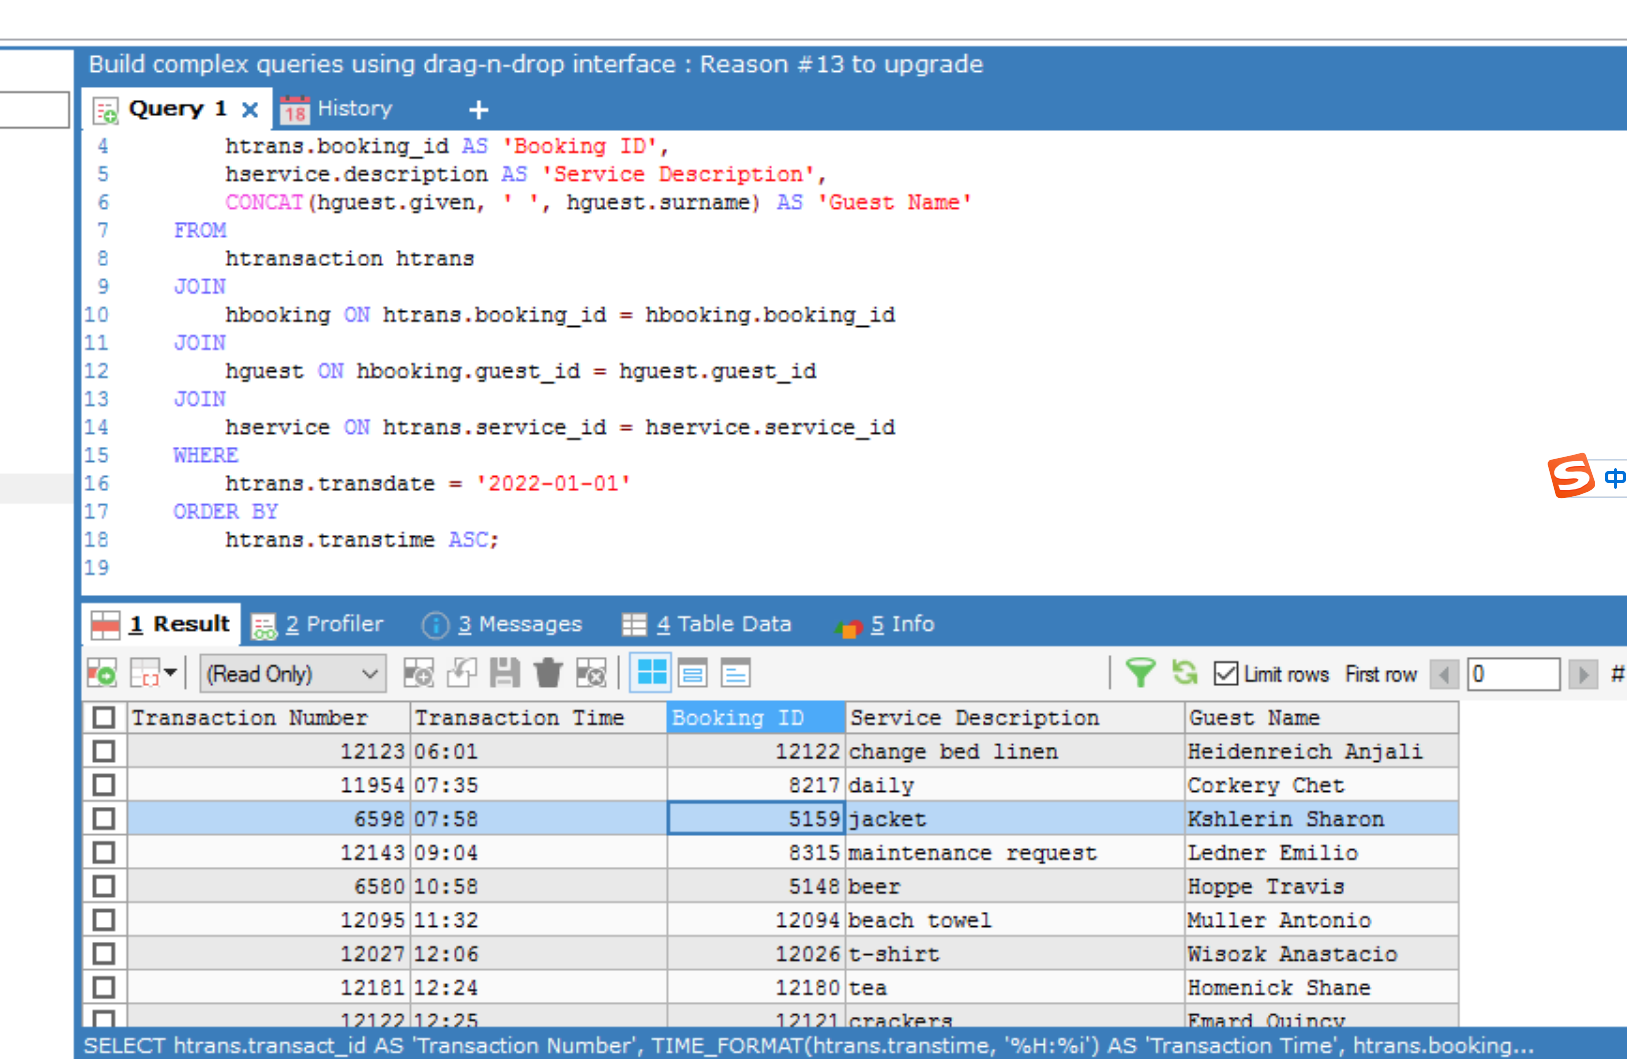 Build complex queries using drag-n-drop interface : Reason #13 to upgrade
Query 1 18 History +
4 htrans.booking_id AS 'Booking ID',
5 hservice.description AS 'Service Description',
6 CONCAT(hguest.given, ' ', hguest.surname) AS 'Guest Name'
7 FROM
8 htransaction htrans
9 JOIN
10 hbooking ON htrans.booking_id = hbooking.booking_id
11 JOIN
12 hguest ON hbooking.guest_id = hguest.guest_id
13 JOIN
14 hservice ON htrans.service_id = hservice.service_id
15 WHERE
16 htrans.transdate = '2022-01-01'
17 ORDER BY
18 htrans.transtime ASC;
19
S 中
1 Result 2 Profiler 3 Messages 4 Table Data 5 Info
(Read Only) Limit rows First row 0 #
Transaction Number Transaction Time Booking ID Service Description Guest Name
12123 06:01 12122 change bed linen Heidenreich Anjali
11954 07:35 8217 daily Corkery Chet
6598 07:58 5159 jacket Kshlerin Sharon
12143 09:04 8315 maintenance request Ledner Emilio
6580 10:58 5148 beer Hoppe Travis
12095 11:32 12094 beach towel Muller Antonio
12027 12:06 12026 t-shirt Wisozk Anastacio
12181 12:24 12180 tea Homenick Shane
12122 12:25 12121 crackers Emard Quincy
SELECT htrans.transact_id AS 'Transaction Number', TIME_FORMAT(htrans.transtime, '%H:%i') AS 'Transaction Time', htrans.booking...